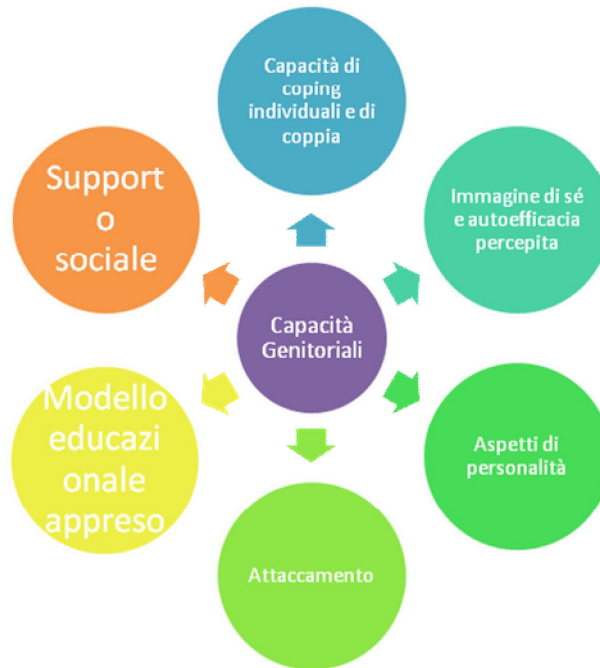 Capacità di
coping
individuali e di
coppia
Immagine di sé
e autoefficacia
percepita
Aspetti di
personalità
Attaccamento
Modello
educazi
onale
appreso
Support
o
sociale
Capacità
Genitoriali